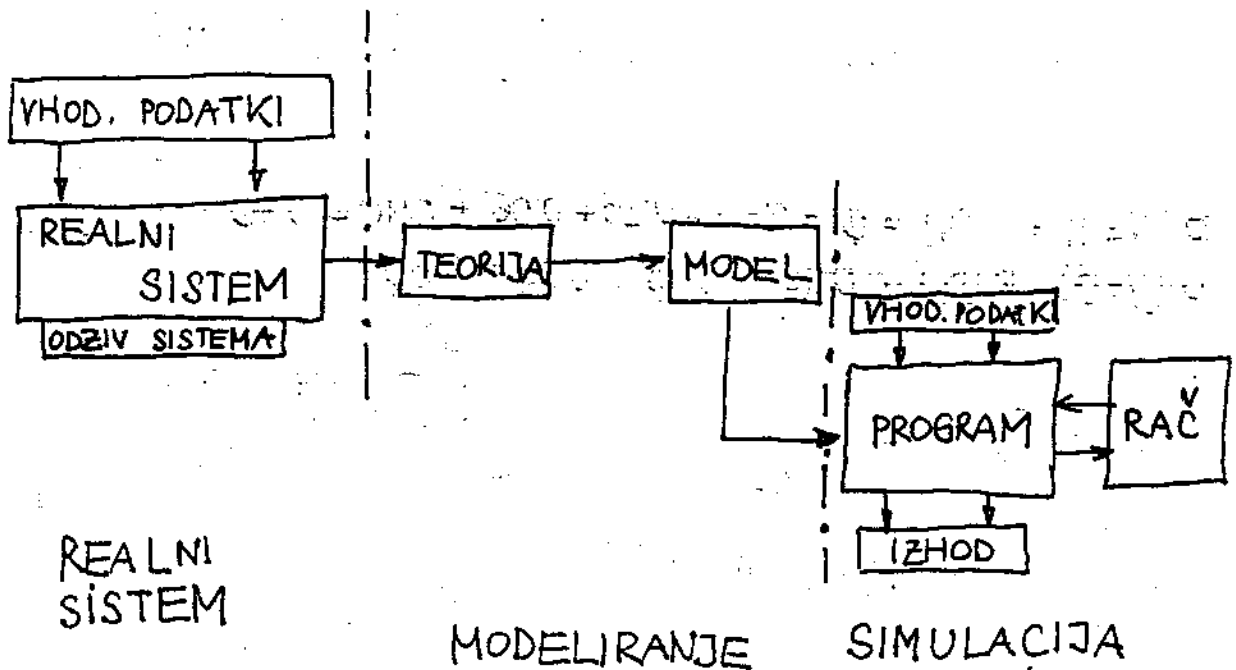 VHOD. PODATKI
REALNI
SISTEM
ODZIV SISTEMA
TEORIJA
MODEL
VHOD. PODATKI
PROGRAM
RAČ
IZHOD
REALNI
SISTEM
MODELIRANJE
SIMULACIJA